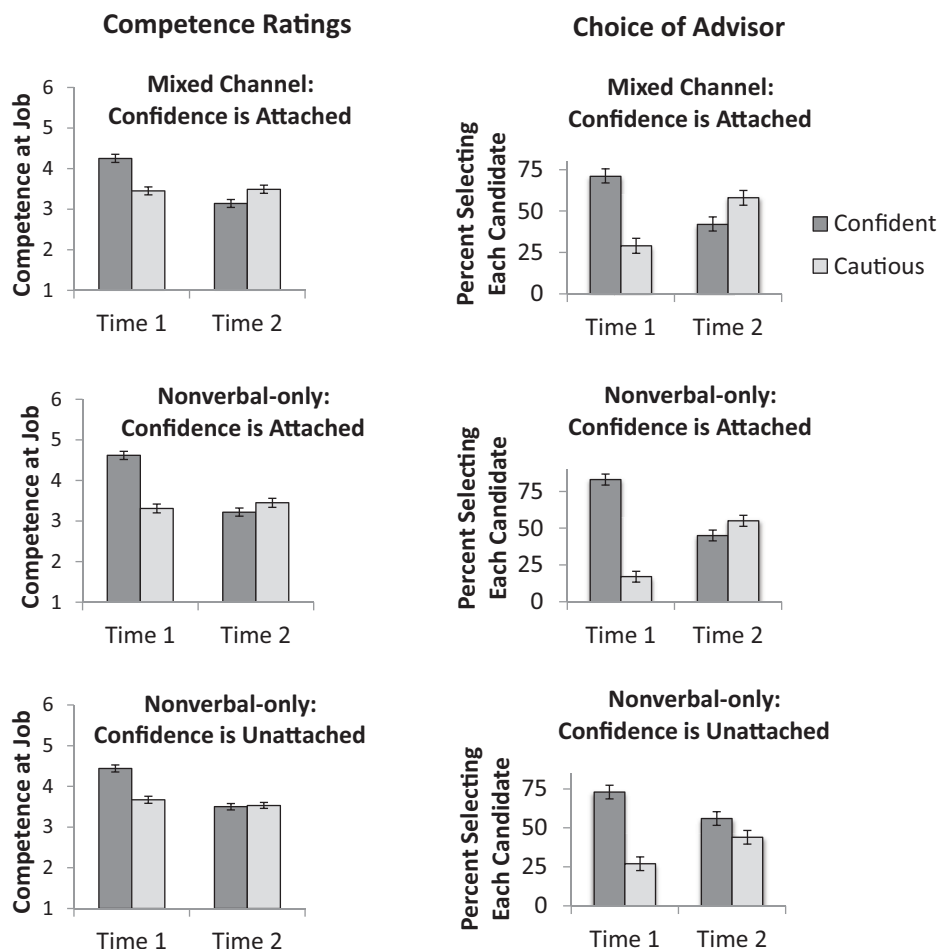 Competence Ratings
Choice of Advisor
Mixed Channel:
Confidence is Attached
Competence at Job
6
5
4
3
2
1
Time 1
Time 2
Mixed Channel:
Confidence is Attached
Percent Selecting
Each Candidate
75
50
25
0
Time 1
Time 2
Confident
Cautious
Nonverbal-only:
Confidence is Attached
Competence at Job
6
5
4
3
2
1
Time 1
Time 2
Nonverbal-only:
Confidence is Attached
Percent Selecting
Each Candidate
75
50
25
0
Time 1
Time 2
Nonverbal-only:
Confidence is Unattached
Competence at Job
6
5
4
3
2
1
Time 1
Time 2
Nonverbal-only:
Confidence is Unattached
Percent Selecting
Each Candidate
75
50
25
0
Time 1
Time 2